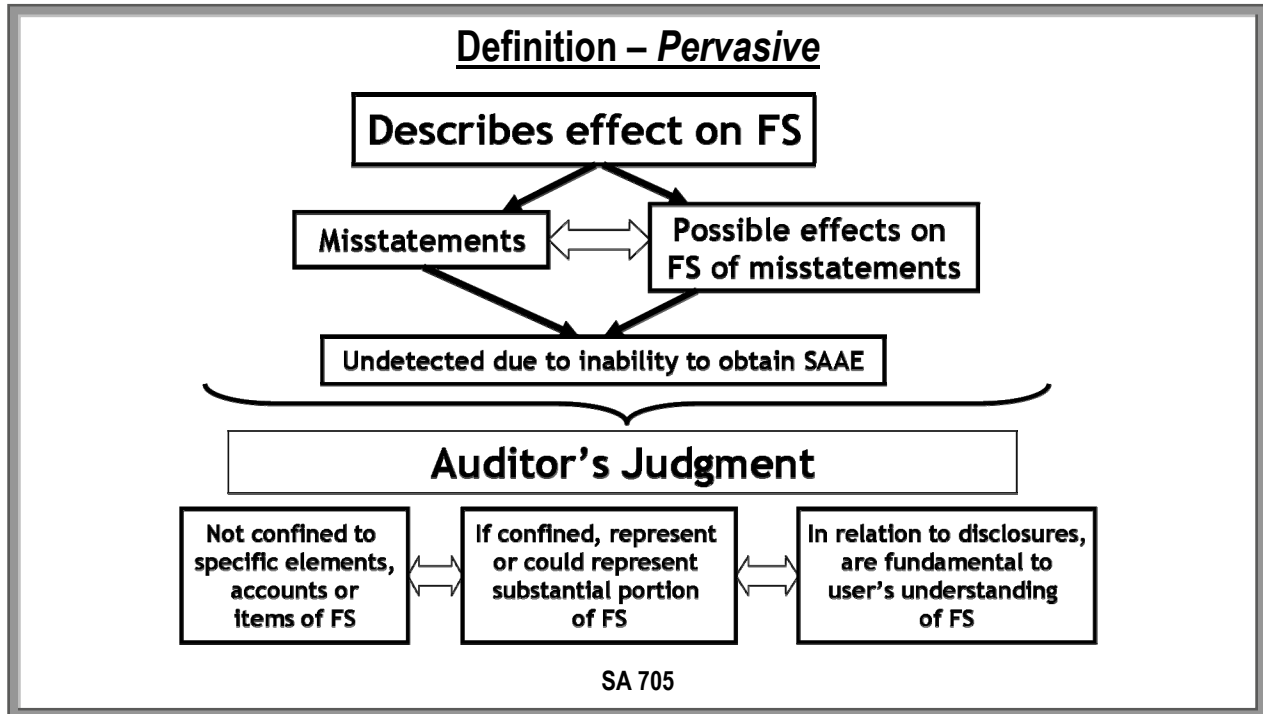 Definition – Pervasive
Describes effect on FS
Misstatements
Possible effects on
FS of misstatements
Undetected due to inability to obtain SAAE
Auditor’s Judgment
Not confined to
specific elements,
accounts or
items of FS
If confined, represent
or could represent
substantial portion
of FS
In relation to disclosures,
are fundamental to
user’s understanding
of FS
SA 705